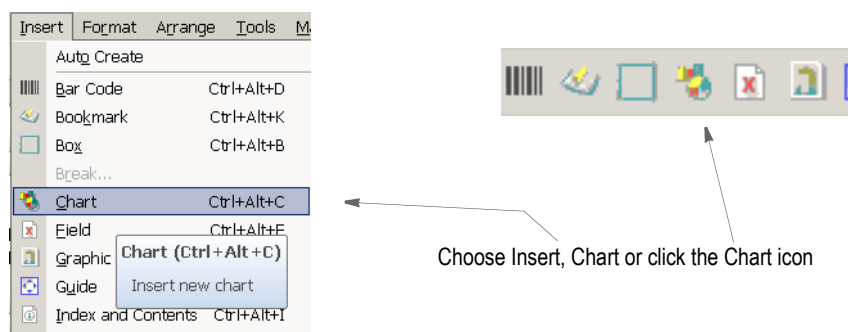 Insert Format Arrange Tools
Auto Create
Bar Code Ctrl+Alt+D
Bookmark Ctrl+Alt+K
Box Ctrl+Alt+B
Break...
Chart Ctrl+Alt+C
Field Ctrl+Alt+F
Graphic
Chart (Ctrl+Alt+C)
Guide
Insert new chart
Index and Contents Ctrl+Alt+I
Choose Insert, Chart or click the Chart icon